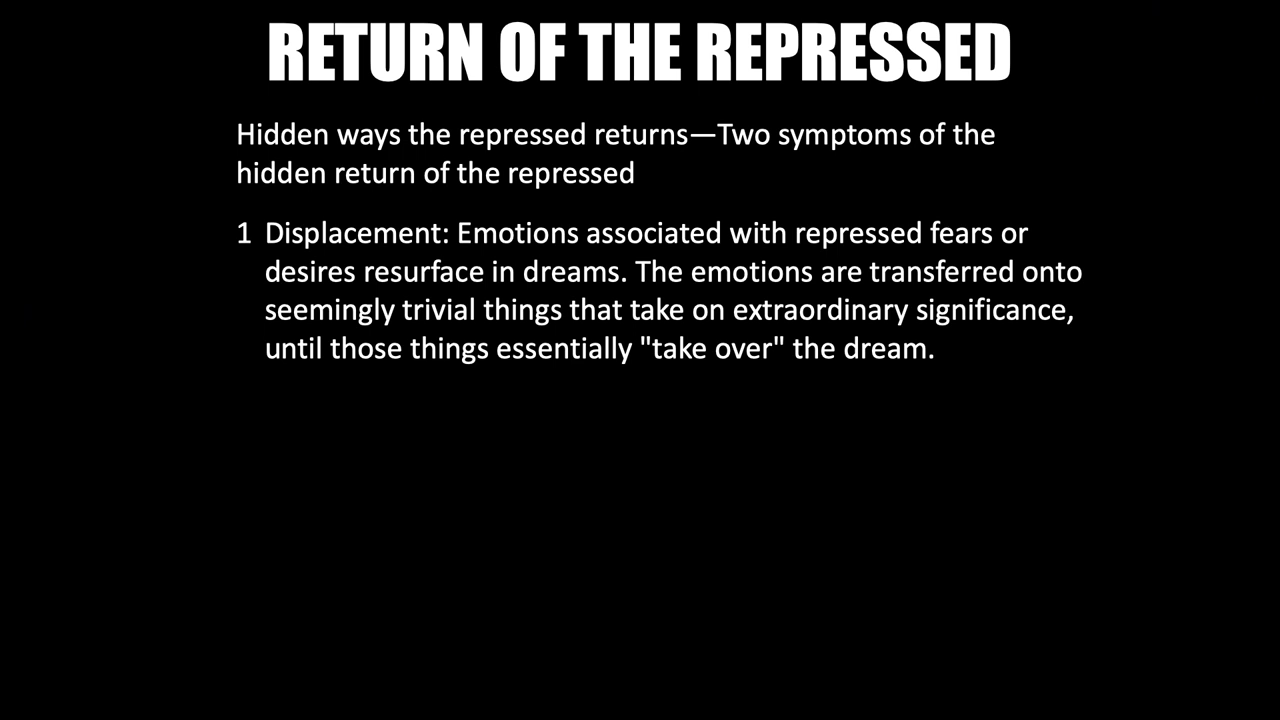 RETURN OF THE REPRESSED
Hidden ways the repressed returns—Two symptoms of the
hidden return of the repressed
1 Displacement: Emotions associated with repressed fears or
desires resurface in dreams. The emotions are transferred onto
seemingly trivial things that take on extraordinary significance,
until those things essentially "take over" the dream.